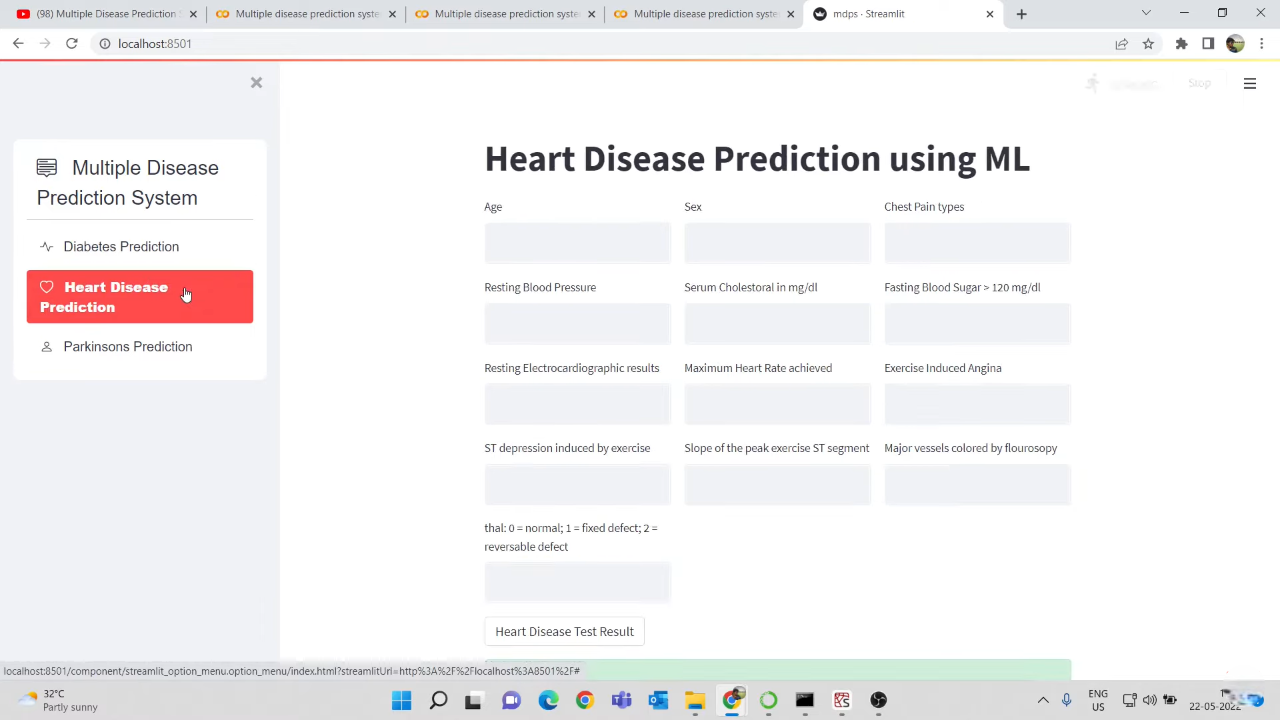 (98) Multiple Disease Prediction S
Multiple disease prediction system
Multiple disease prediction system
Multiple disease prediction system
mdps · Streamlit
localhost:8501
Stop
Multiple Disease
Prediction System
Diabetes Prediction
Heart Disease
Prediction
Parkinsons Prediction
Heart Disease Prediction using ML
Age
Sex
Chest Pain types
Resting Blood Pressure
Serum Cholestoral in mg/dl
Fasting Blood Sugar > 120 mg/dl
Resting Electrocardiographic results
Maximum Heart Rate achieved
Exercise Induced Angina
ST depression induced by exercise
Slope of the peak exercise ST segment
Major vessels colored by flourosopy
thal: 0 = normal; 1 = fixed defect; 2 =
reversable defect
Heart Disease Test Result
localhost:8501/component/streamlit_option_menu.option_menu/index.html?streamlitUrl=http%3A%2F%2Flocalhost%3A8501%2F#
32°C
Partly sunny
ENG
US
22-05-2022